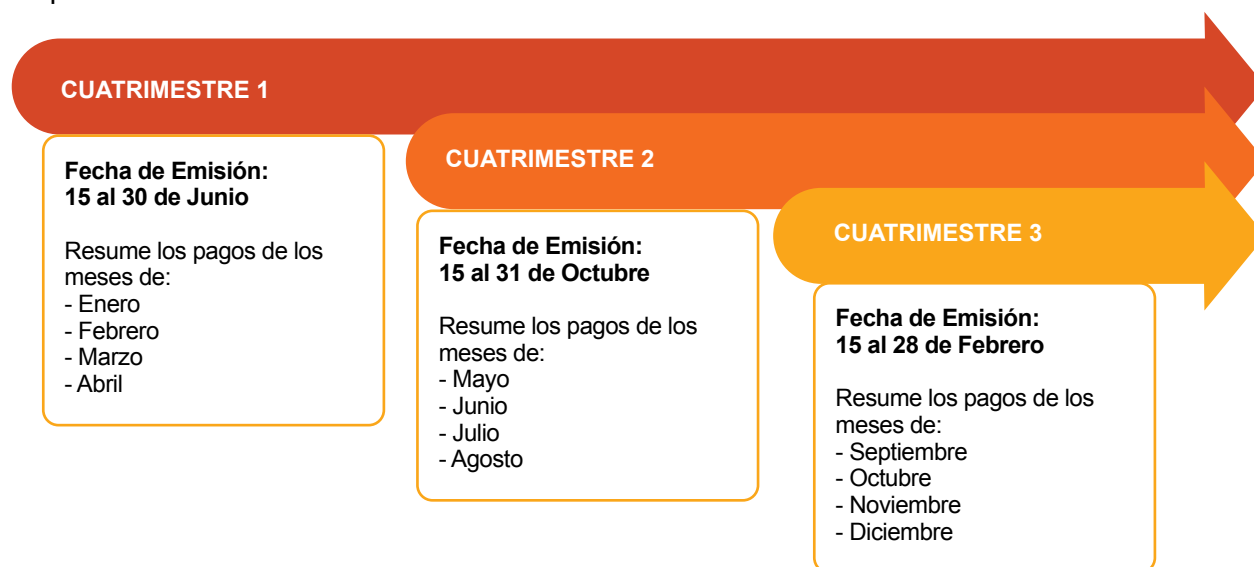 CUATRIMESTRE 1
Fecha de Emisión:
15 al 30 de Junio
Resume los pagos de los
meses de:
- Enero
- Febrero
- Marzo
- Abril
CUATRIMESTRE 2
Fecha de Emisión:
15 al 31 de Octubre
Resume los pagos de los
meses de:
- Mayo
- Junio
- Julio
- Agosto
CUATRIMESTRE 3
Fecha de Emisión:
15 al 28 de Febrero
Resume los pagos de los
meses de:
- Septiembre
- Octubre
- Noviembre
- Diciembre